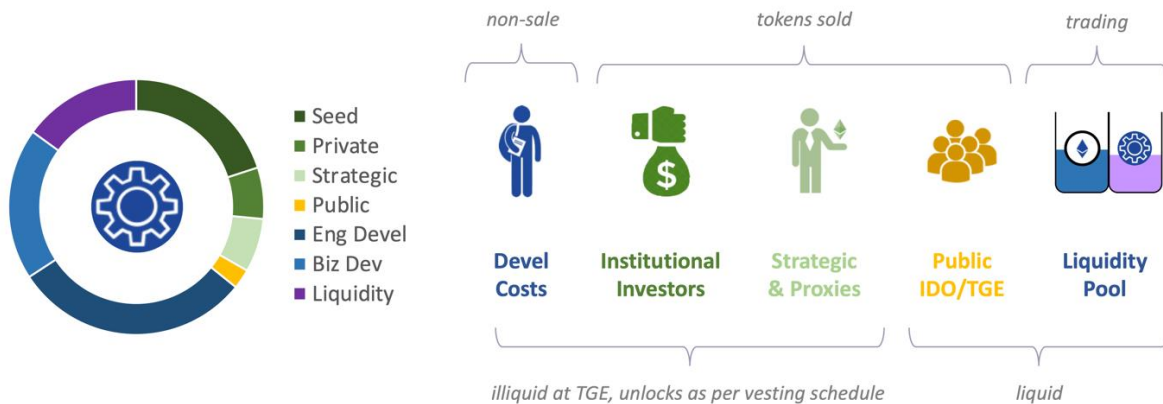 non-sale
tokens sold
trading
Seed
Private
Strategic
Public
Eng Devel
Biz Dev
Liquidity
$
Devel
Costs
Institutional
Investors
Strategic
& Proxies
Public
IDO/TGE
Liquidity
Pool
illiquid at TGE, unlocks as per vesting schedule
liquid